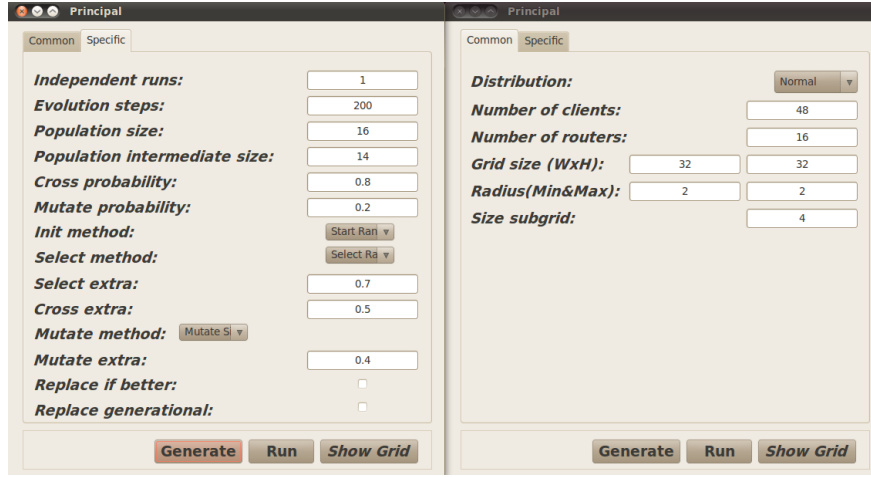 Principal
Common Specific
Independent runs: 1
Evolution steps: 200
Population size: 16
Population intermediate size: 14
Cross probability: 0.8
Mutate probability: 0.2
Init method: Start Ran
Select method: Select Ra
Select extra: 0.7
Cross extra: 0.5
Mutate method: Mutate S
Mutate extra: 0.4
Replace if better:
Replace generational:
Generate Run Show Grid
Principal
Common Specific
Distribution: Normal
Number of clients: 48
Number of routers: 16
Grid size (WxH): 32 32
Radius(Min&Max): 2 2
Size subgrid: 4
Generate Run Show Grid